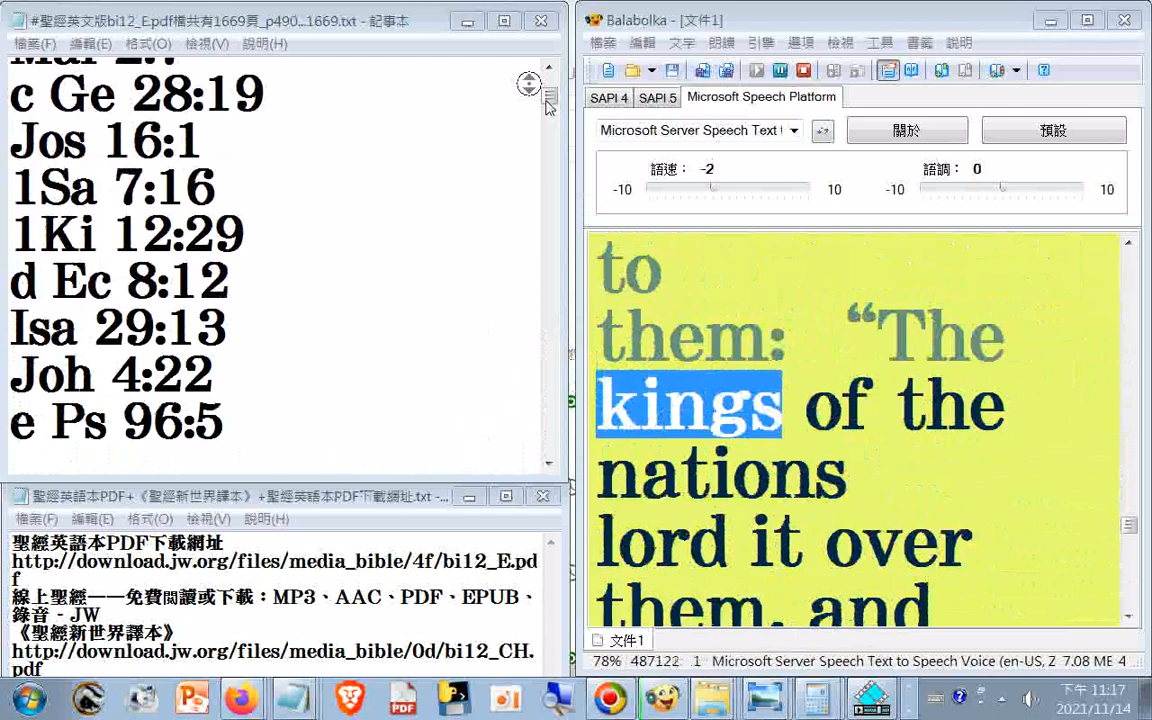 #聖經英文版bi12_Epdf檔共有1669頁_p490...1669.txt - 記事本
檔案(F) 編輯(E) 格式(O) 檢視(V) 說明(H)
c Ge 28:19
Jos 16:1
1Sa 7:16
1Ki 12:29
d Ec 8:12
Isa 29:13
Joh 4:22
e Ps 96:5
聖經英語本PDF+《聖經新世界譯本》+聖經英語本PDF下載網址.txt -...
檔案(F) 編輯(E) 格式(O) 檢視(V) 說明(H)
聖經英語本PDF下載網址
http://download.jw.org/files/media_bible/4f/bi12_E.pd
f
線上聖經——免費閱讀或下載：MP3、AAC、PDF、EPUB、
錄音 - JW
《聖經新世界譯本》
http://download.jw.org/files/media_bible/0d/bi12_CH.
pdf
Balabolka - [文件1]
檔案 編輯 文字 朗讀 引擎 選項 檢視 工具 書籤 說明
SAPI 4 SAPI 5 Microsoft Speech Platform
Microsoft Server Speech Text 關於 預設
語速： -2 語調： 0
-10 10 -10 10
to
them: “The
kings of the
nations
lord it over
them, and
文件1
78% 487122 1 Microsoft Server Speech Text to Speech Voice (en-US, Z 7.08 ME 4
下午 11:17
2021/11/14